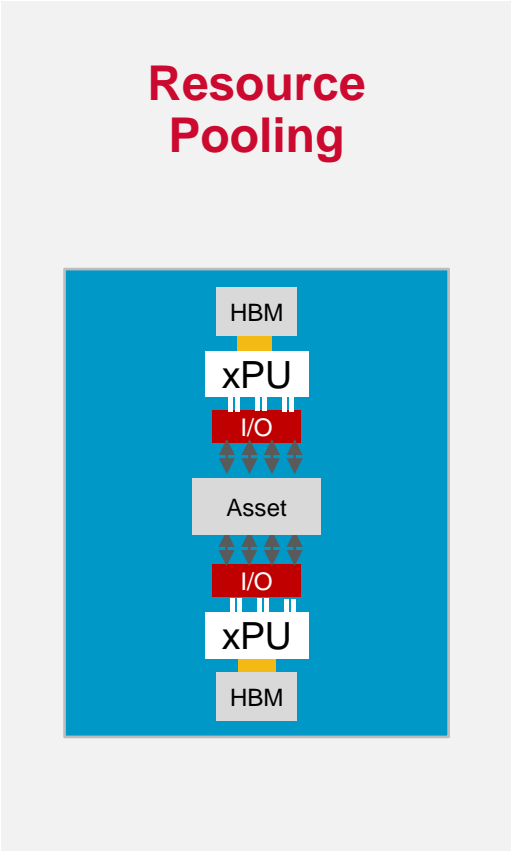 Resource
Pooling
HBM
xPU
I/O
Asset
I/O
xPU
HBM